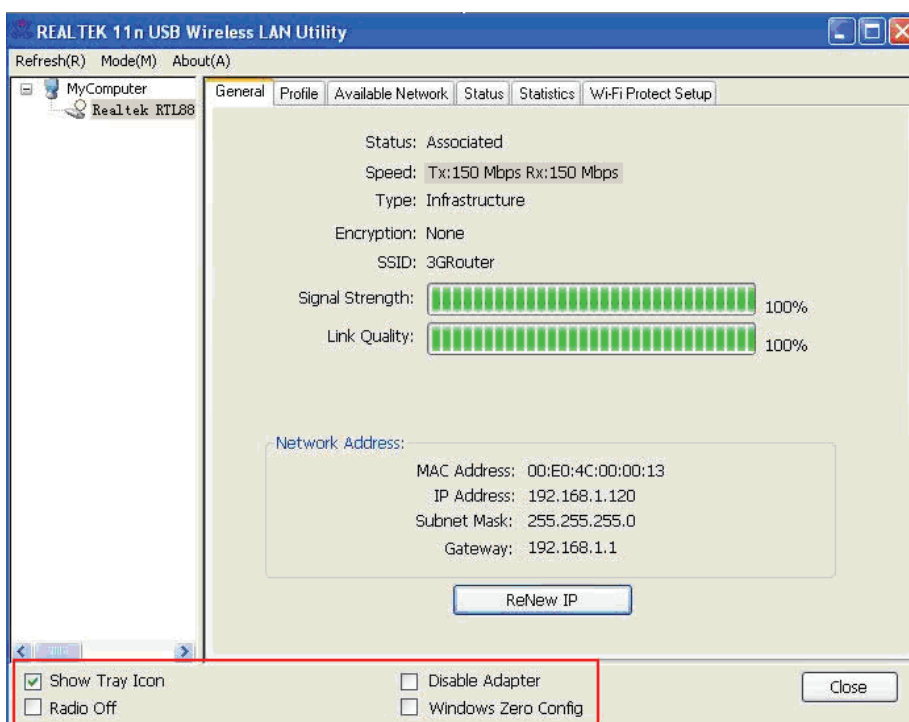 REALTEK 11n USB Wireless LAN Utility
Refresh(R) Mode(M) About(A)
MyComputer
Realtek RTL88
General Profile Available Network Status Statistics Wi-Fi Protect Setup
Status: Associated
Speed: Tx:150 Mbps Rx:150 Mbps
Type: Infrastructure
Encryption: None
SSID: 3GRouter
Signal Strength: 100%
Link Quality: 100%
Network Address:
MAC Address: 00:E0:4C:00:00:13
IP Address: 192.168.1.120
Subnet Mask: 255.255.255.0
Gateway: 192.168.1.1
ReNew IP
Show Tray Icon Disable Adapter
Radio Off Windows Zero Config
Close